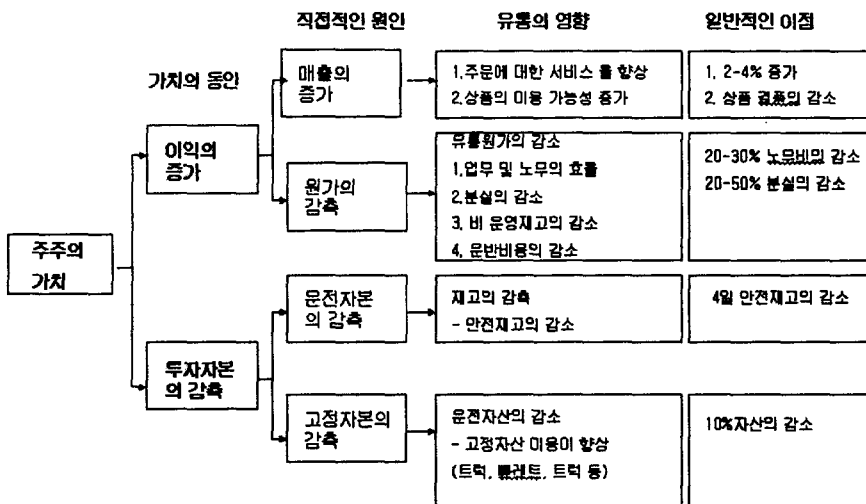 직접적인 원인
유통의 영향
일반적인 이점
가치의 동안
매출의
증가
1.주문에 대한 서비스 율 향상
2.상품의 이용 가능성 증가
1. 2-4% 증가
2. 상품 결품의 감소
이익의
증가
원가의
감축
유통원가의 감소
1.업무 및 노무의 효율
2.분실의 감소
3. 비 운영재고의 감소
4. 운반비용의 감소
20-30% 노무비의 감소
20-50% 분실의 감소
주주의
가치
운전자본
의 감축
재고의 감축
- 안전재고의 감소
4일 안전재고의 감소
투자자본
의 감축
고정자본의
감축
운전자산의 감소
- 고정자산 이용이 향상
(트럭, 트럭 등)
10%자산의 감소